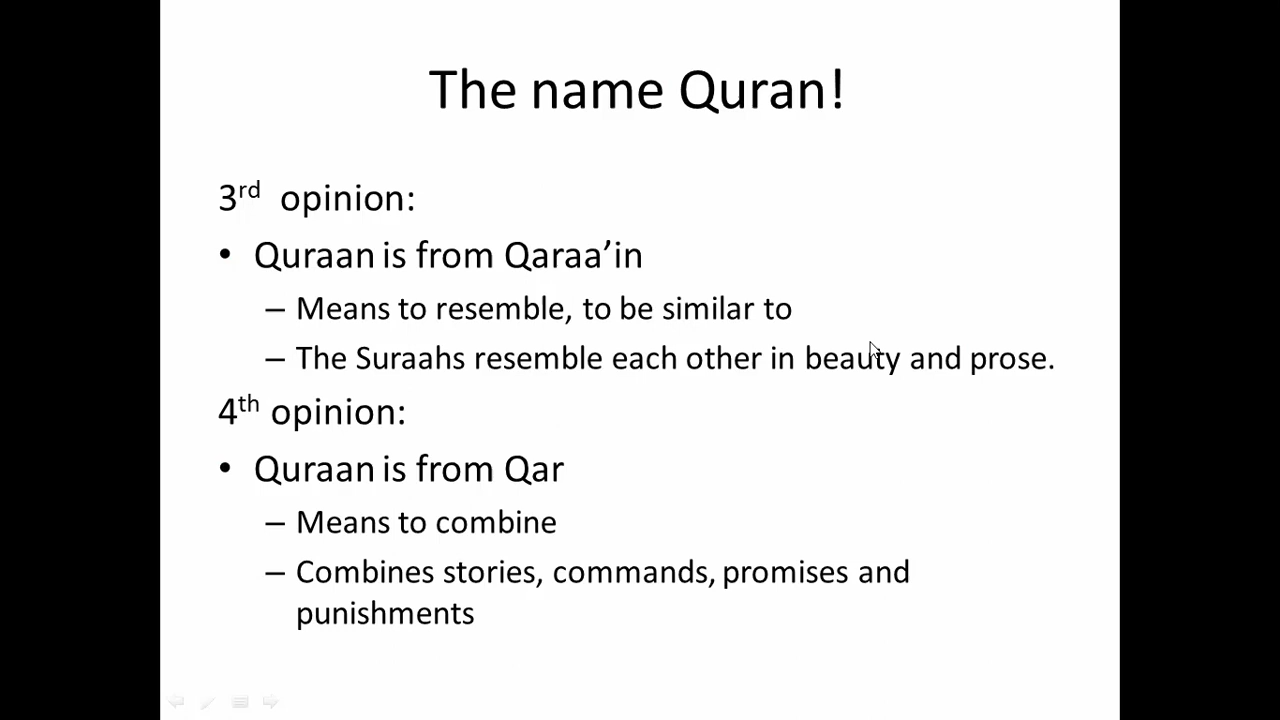 The name Quran!
3rd opinion:
• Quraan is from Qaraa’in
– Means to resemble, to be similar to
– The Suraahs resemble each other in beauty and prose.
4th opinion:
• Quraan is from Qar
– Means to combine
– Combines stories, commands, promises and
punishments